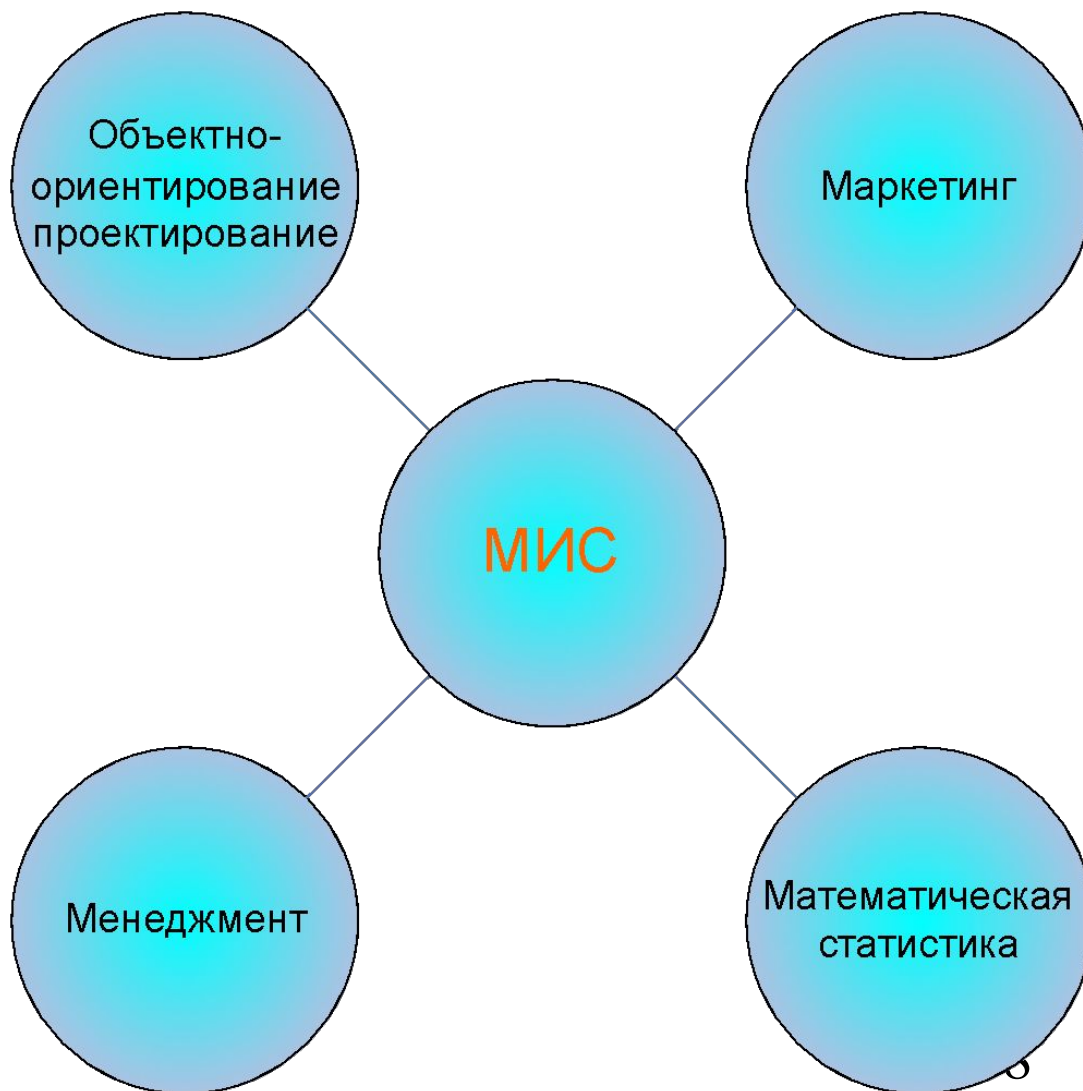 Объектно-
ориентирование
проектирование
Маркетинг
МИС
Менеджмент
Математическая
статистика